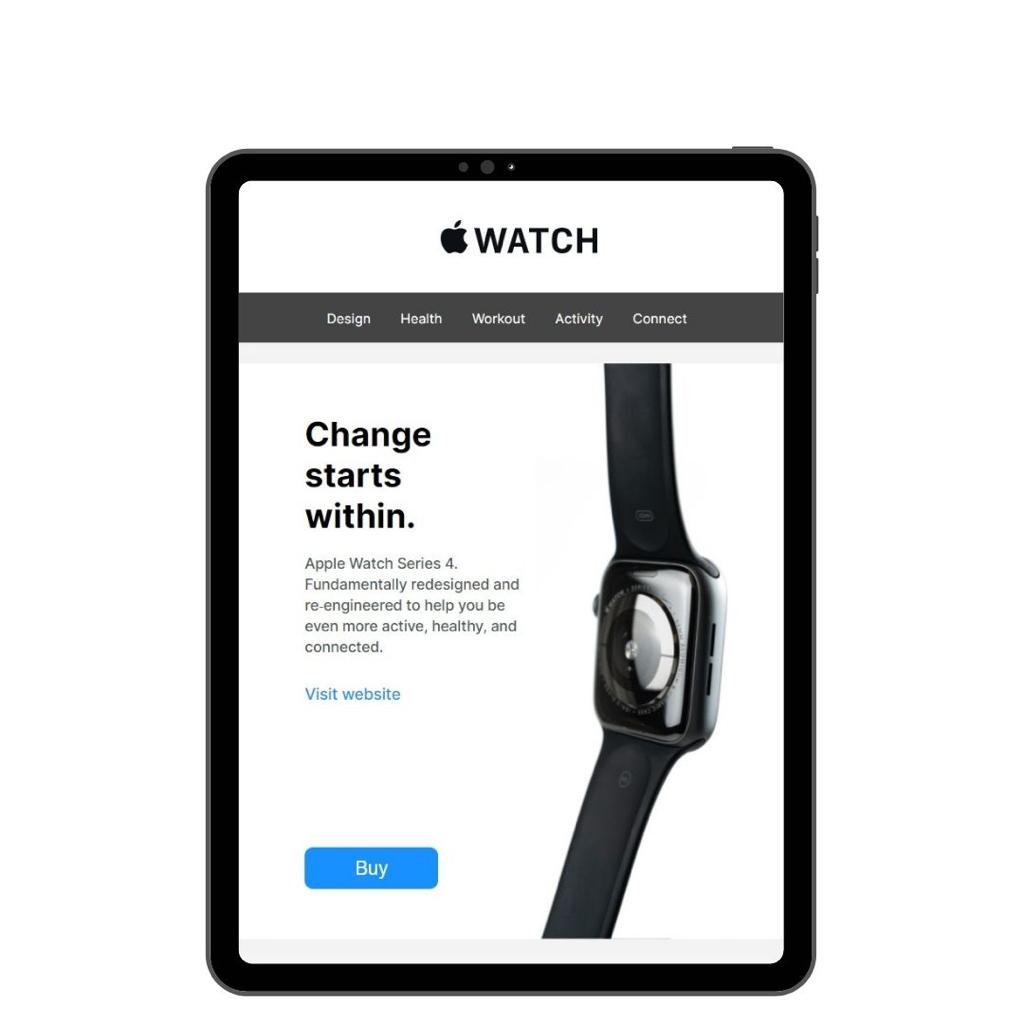 WATCH
Design Health Workout Activity Connect
Change
starts
within.
Apple Watch Series 4.
Fundamentally redesigned and
re-engineered to help you be
even more active, healthy, and
connected.
Visit website
Buy